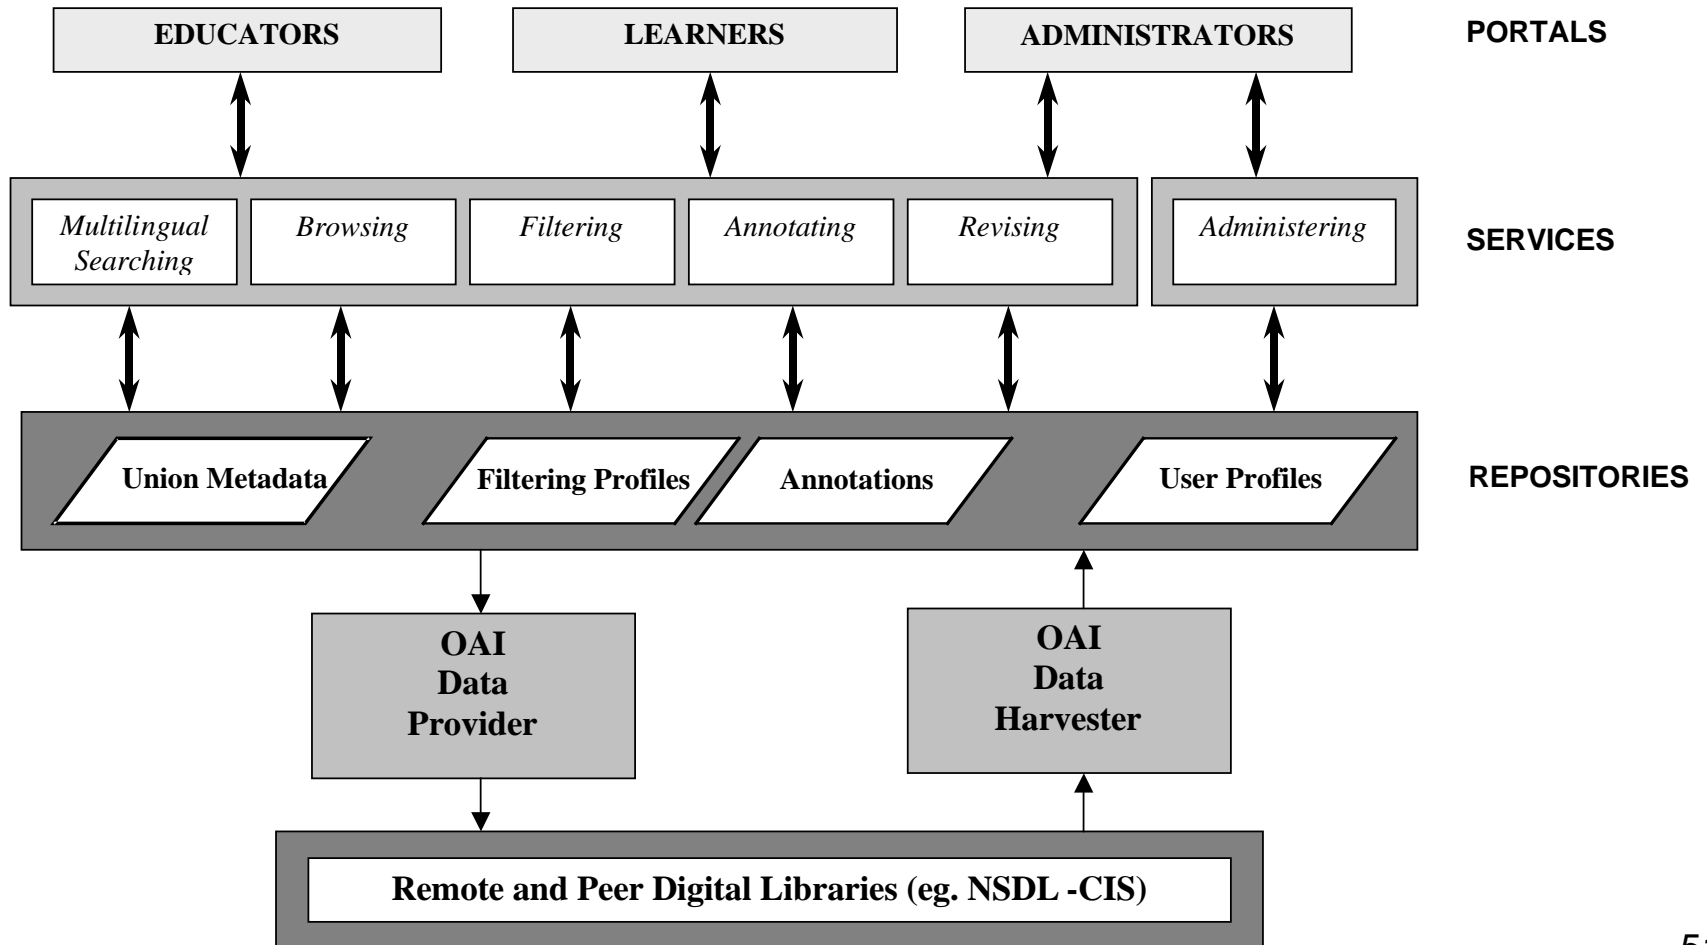 EDUCATORS
LEARNERS
ADMINISTRATORS
PORTALS
Multilingual
Searching
Browsing
Filtering
Annotating
Revising
Administering
SERVICES
Union Metadata
Filtering Profiles
Annotations
User Profiles
REPOSITORIES
OAI
Data
Provider
OAI
Data
Harvester
Remote and Peer Digital Libraries (eg. NSDL -CIS)